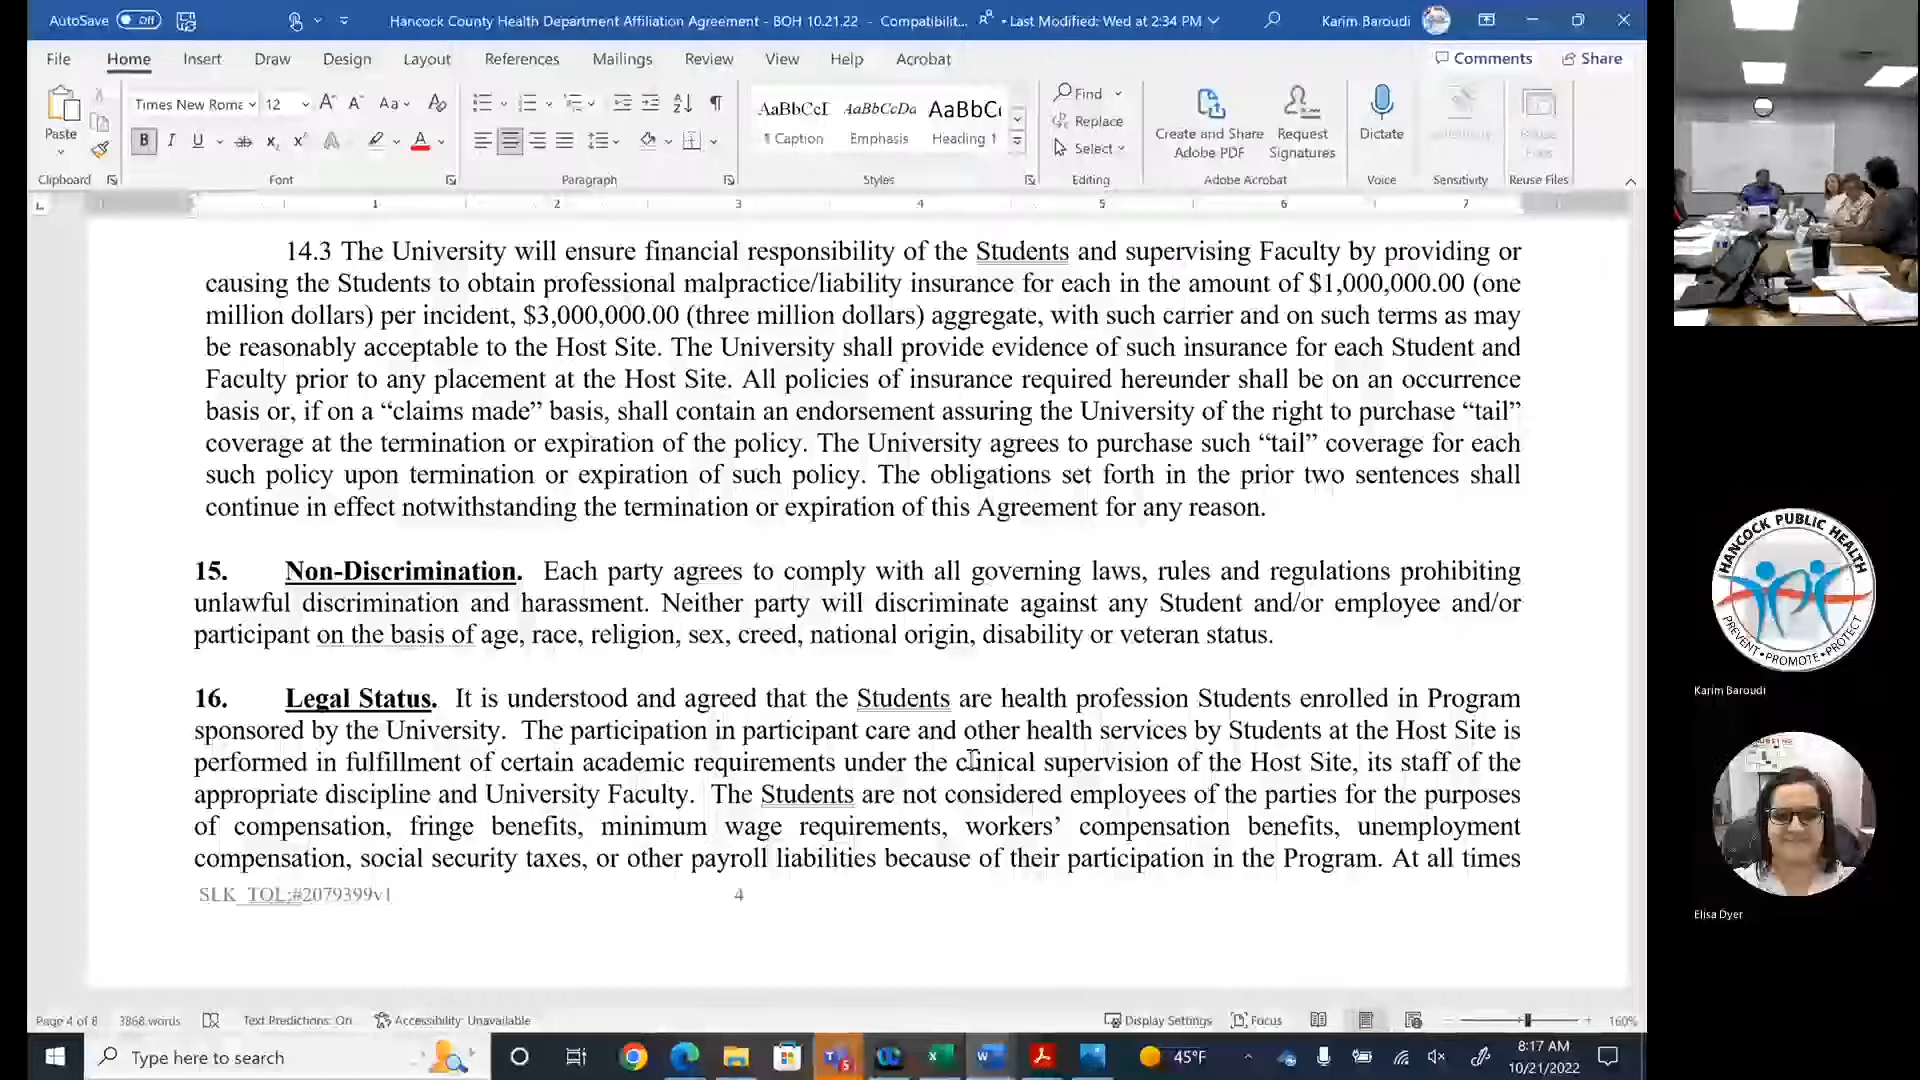 AutoSave Off Hancock County Health Department Affiliation Agreement - BOH 10.21.22 - Compatibilit... • Last Modified: Wed at 2:34 PM Karim Baroudi
File Home Insert Draw Design Layout References Mailings Review View Help Acrobat Comments Share
Paste
Times New Roma 12 Aa
AaBbCcI AaBbCcDa AaBbC
¶ Caption Emphasis Heading 1
Find
Replace
Select
Create and Share Adobe PDF
Request Signatures
Dictate
Sensitivity
Reuse Files
Clipboard Font Paragraph Styles Editing Adobe Acrobat Voice Sensitivity Reuse Files
1 2 3 4 5 6 7
14.3 The University will ensure financial responsibility of the Students and supervising Faculty by providing or
causing the Students to obtain professional malpractice/liability insurance for each in the amount of $1,000,000.00 (one
million dollars) per incident, $3,000,000.00 (three million dollars) aggregate, with such carrier and on such terms as may
be reasonably acceptable to the Host Site. The University shall provide evidence of such insurance for each Student and
Faculty prior to any placement at the Host Site. All policies of insurance required hereunder shall be on an occurrence
basis or, if on a “claims made” basis, shall contain an endorsement assuring the University of the right to purchase “tail”
coverage at the termination or expiration of the policy. The University agrees to purchase such “tail” coverage for each
such policy upon termination or expiration of such policy. The obligations set forth in the prior two sentences shall
continue in effect notwithstanding the termination or expiration of this Agreement for any reason.
15. Non-Discrimination. Each party agrees to comply with all governing laws, rules and regulations prohibiting
unlawful discrimination and harassment. Neither party will discriminate against any Student and/or employee and/or
participant on the basis of age, race, religion, sex, creed, national origin, disability or veteran status.
16. Legal Status. It is understood and agreed that the Students are health profession Students enrolled in Program
sponsored by the University. The participation in participant care and other health services by Students at the Host Site is
performed in fulfillment of certain academic requirements under the clinical supervision of the Host Site, its staff of the
appropriate discipline and University Faculty. The Students are not considered employees of the parties for the purposes
of compensation, fringe benefits, minimum wage requirements, workers’ compensation benefits, unemployment
compensation, social security taxes, or other payroll liabilities because of their participation in the Program. At all times
SLK_TOL:#2079399v1 4
Page 4 of 8 3868 words Text Predictions: On Accessibility: Unavailable Display Settings Focus 160%
Type here to search 45°F 8:17 AM
10/21/2022
HANCOCK PUBLIC HEALTH
PREVENT • PROMOTE • PROTECT
Karim Baroudi
Elisa Dyer